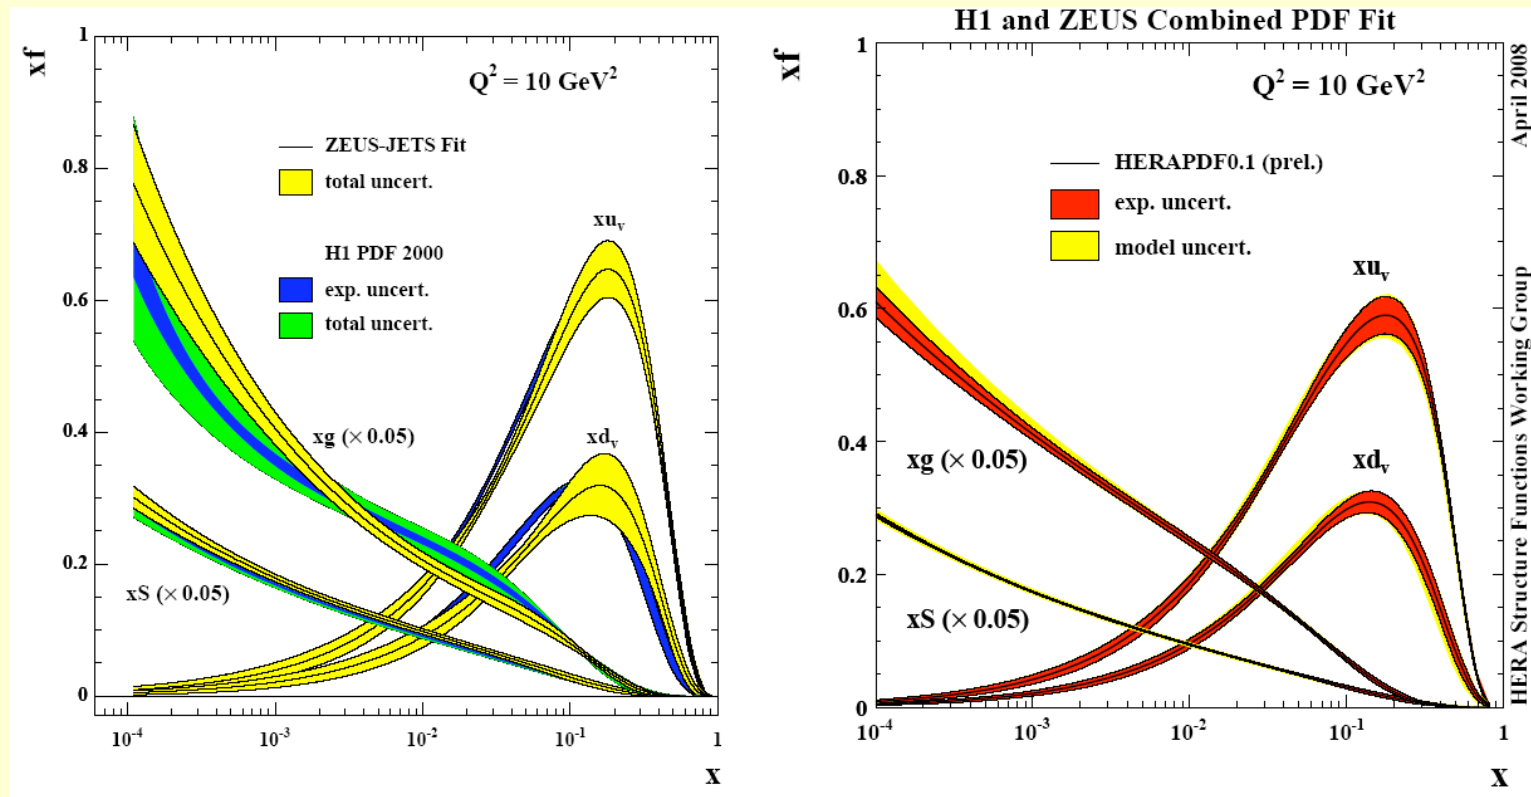 xf
1
0.8
0.6
0.4
0.2
0
Q² = 10 GeV²
ZEUS-JETS Fit
total uncert.
H1 PDF 2000
exp. uncert.
total uncert.
xuᵥ
xdᵥ
xg (× 0.05)
xS (× 0.05)
10⁻⁴ 10⁻³ 10⁻² 10⁻¹ 1
x
H1 and ZEUS Combined PDF Fit
xf
1
0.8
0.6
0.4
0.2
0
Q² = 10 GeV²
HERAPDF0.1 (prel.)
exp. uncert.
model uncert.
xuᵥ
xdᵥ
xg (× 0.05)
xS (× 0.05)
10⁻⁴ 10⁻³ 10⁻² 10⁻¹ 1
x
HERA Structure Functions Working Group April 2008